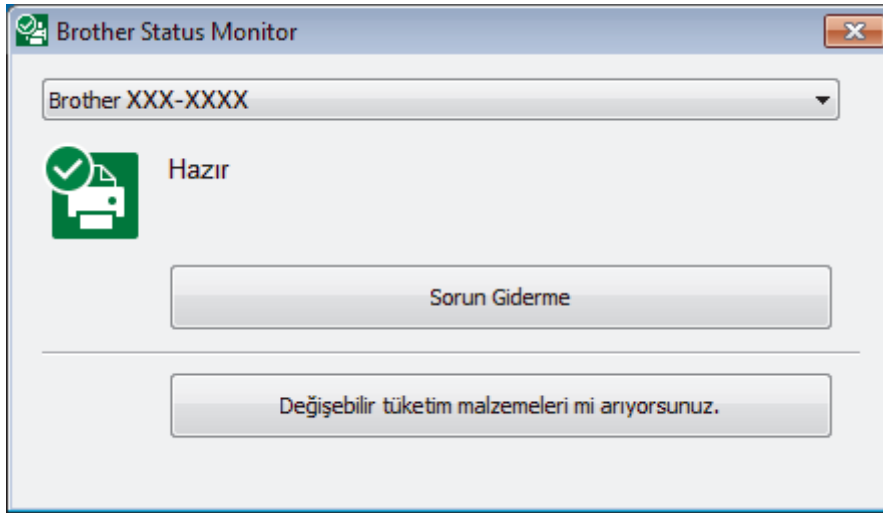 Brother Status Monitor
Brother XXX-XXXX
Hazır
Sorun Giderme
Değişebilir tüketim malzemeleri mi arıyorsunuz.